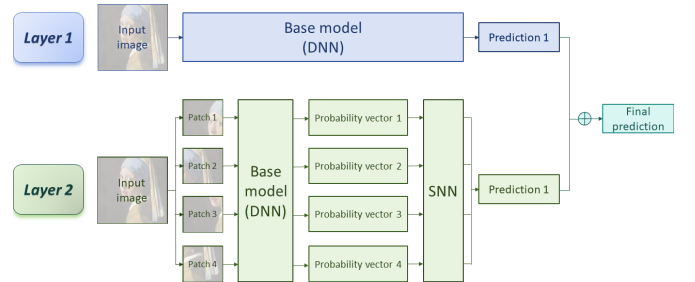 Layer 1
Input
image
Base model
(DNN)
Prediction 1
Final
prediction
Layer 2
Input
image
Patch 1
Patch 2
Patch 3
Patch 4
Base
model
(DNN)
Probability vector 1
Probability vector 2
Probability vector 3
Probability vector 4
SNN
Prediction 1